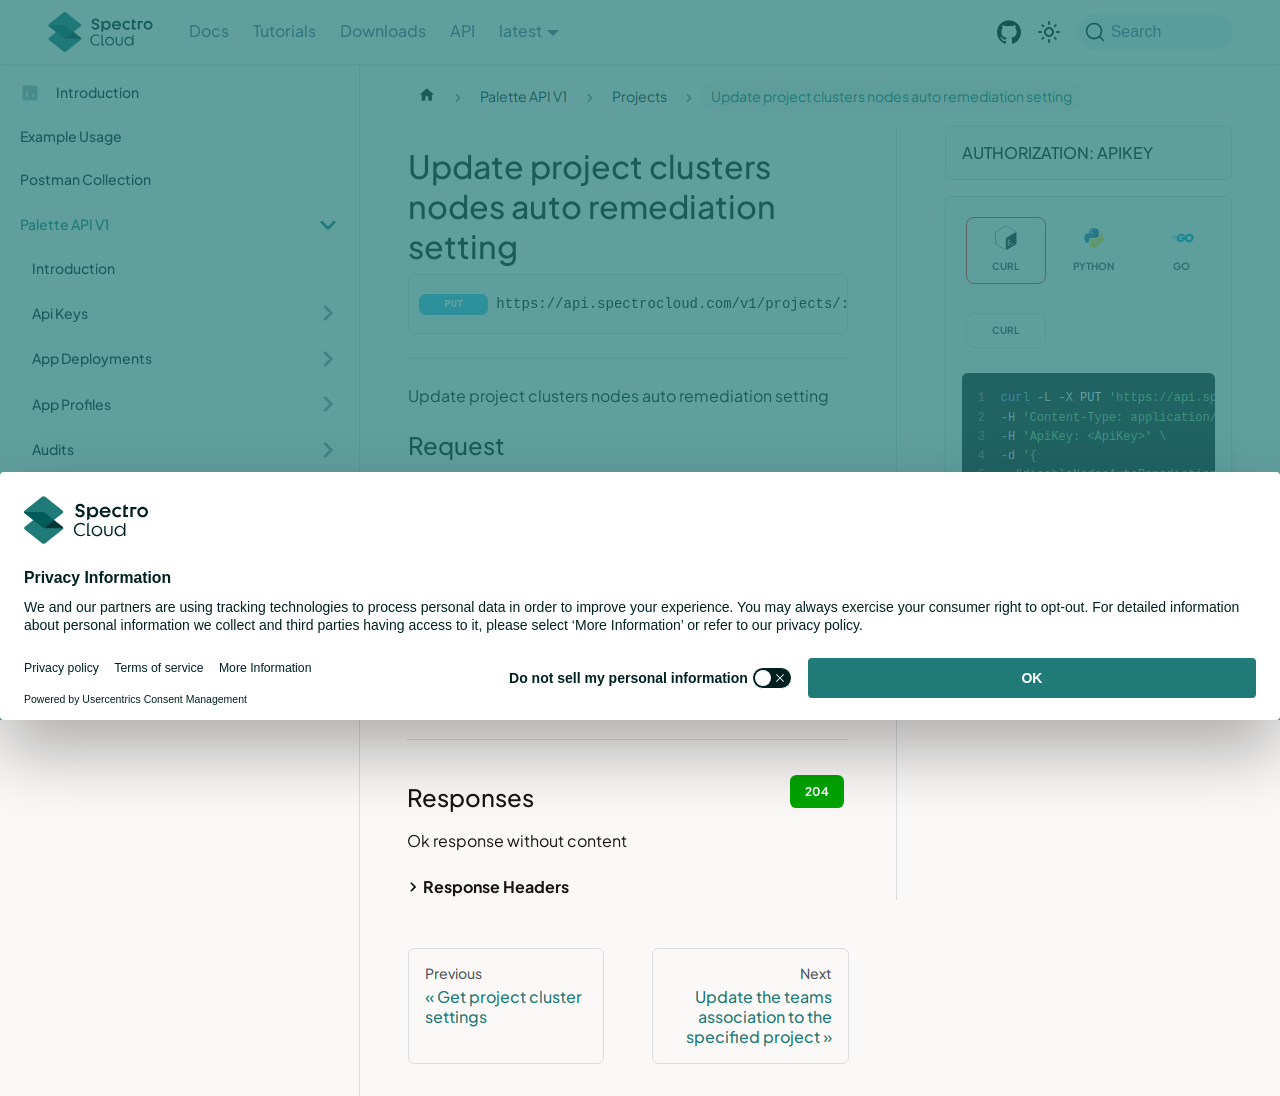 Spectro Cloud
Docs
Tutorials
Downloads
API
latest
Search
Introduction
Example Usage
Postman Collection
Palette API V1
Introduction
Api Keys
App Deployments
App Profiles
Audits
Palette API V1
Projects
Update project clusters nodes auto remediation setting
Update project clusters
nodes auto remediation
setting
PUT https://api.spectrocloud.com/v1/projects/:
Update project clusters nodes auto remediation setting
Request
AUTHORIZATION: APIKEY
CURL
PYTHON
GO
CURL
1 curl -L -X PUT 'https://api.sp
2 -H 'Content-Type: application/
3 -H 'ApiKey: <ApiKey>' \
4 -d '{
Spectro
Cloud
Privacy Information
We and our partners are using tracking technologies to process personal data in order to improve your experience. You may always exercise your consumer right to opt-out. For detailed information
about personal information we collect and third parties having access to it, please select ‘More Information’ or refer to our privacy policy.
Privacy policy
Terms of service
More Information
Powered by Usercentrics Consent Management
Do not sell my personal information
OK
Responses
204
Ok response without content
Response Headers
Previous
« Get project cluster
settings
Next
Update the teams
association to the
specified project »